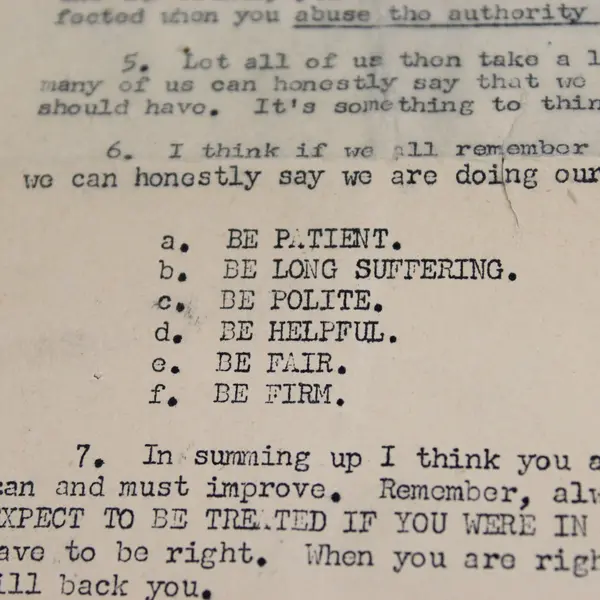 fected when you abuse the authority
5. Let all of us then take a l
many of us can honestly say that we
should have. It's something to thin
6. I think if we all remember
we can honestly say we are doing our
a. BE PATIENT.
b. BE LONG SUFFERING.
c. BE POLITE.
d. BE HELPFUL.
e. BE FAIR.
f. BE FIRM.
7. In summing up I think you a
can and must improve. Remember, alw
EXPECT TO BE TREATED IF YOU WERE IN
ave to be right. When you are righ
ill back you.